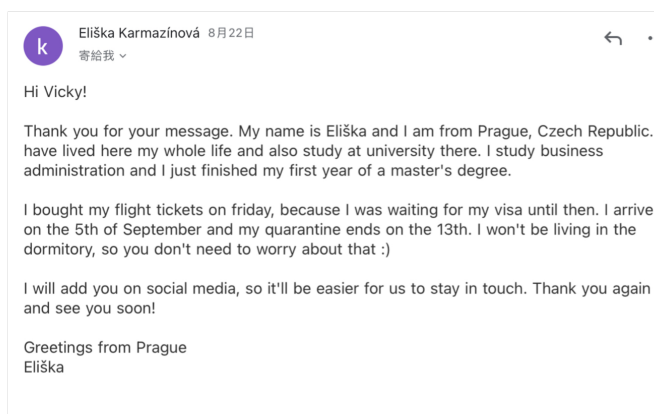 Eliška Karmazínová 8月22日
k
寄給我
Hi Vicky!
Thank you for your message. My name is Eliška and I am from Prague, Czech Republic.
have lived here my whole life and also study at university there. I study business
administration and I just finished my first year of a master's degree.
I bought my flight tickets on friday, because I was waiting for my visa until then. I arrive
on the 5th of September and my quarantine ends on the 13th. I won't be living in the
dormitory, so you don't need to worry about that :)
I will add you on social media, so it'll be easier for us to stay in touch. Thank you again
and see you soon!
Greetings from Prague
Eliška